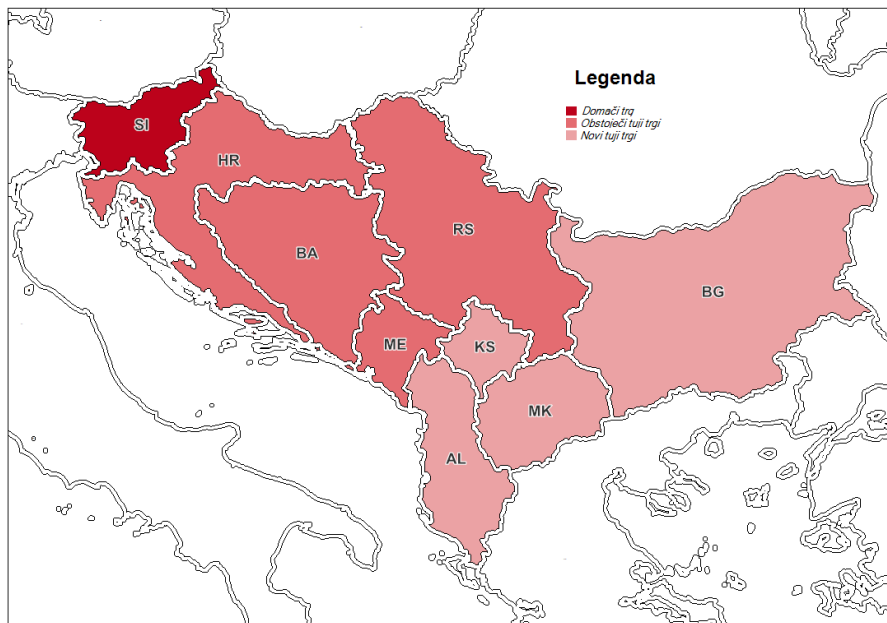 Legenda
Domači trg
Obstoječi tuji trgi
Novi tuji trgi
SI
HR
BA
RS
BG
ME
KS
MK
AL